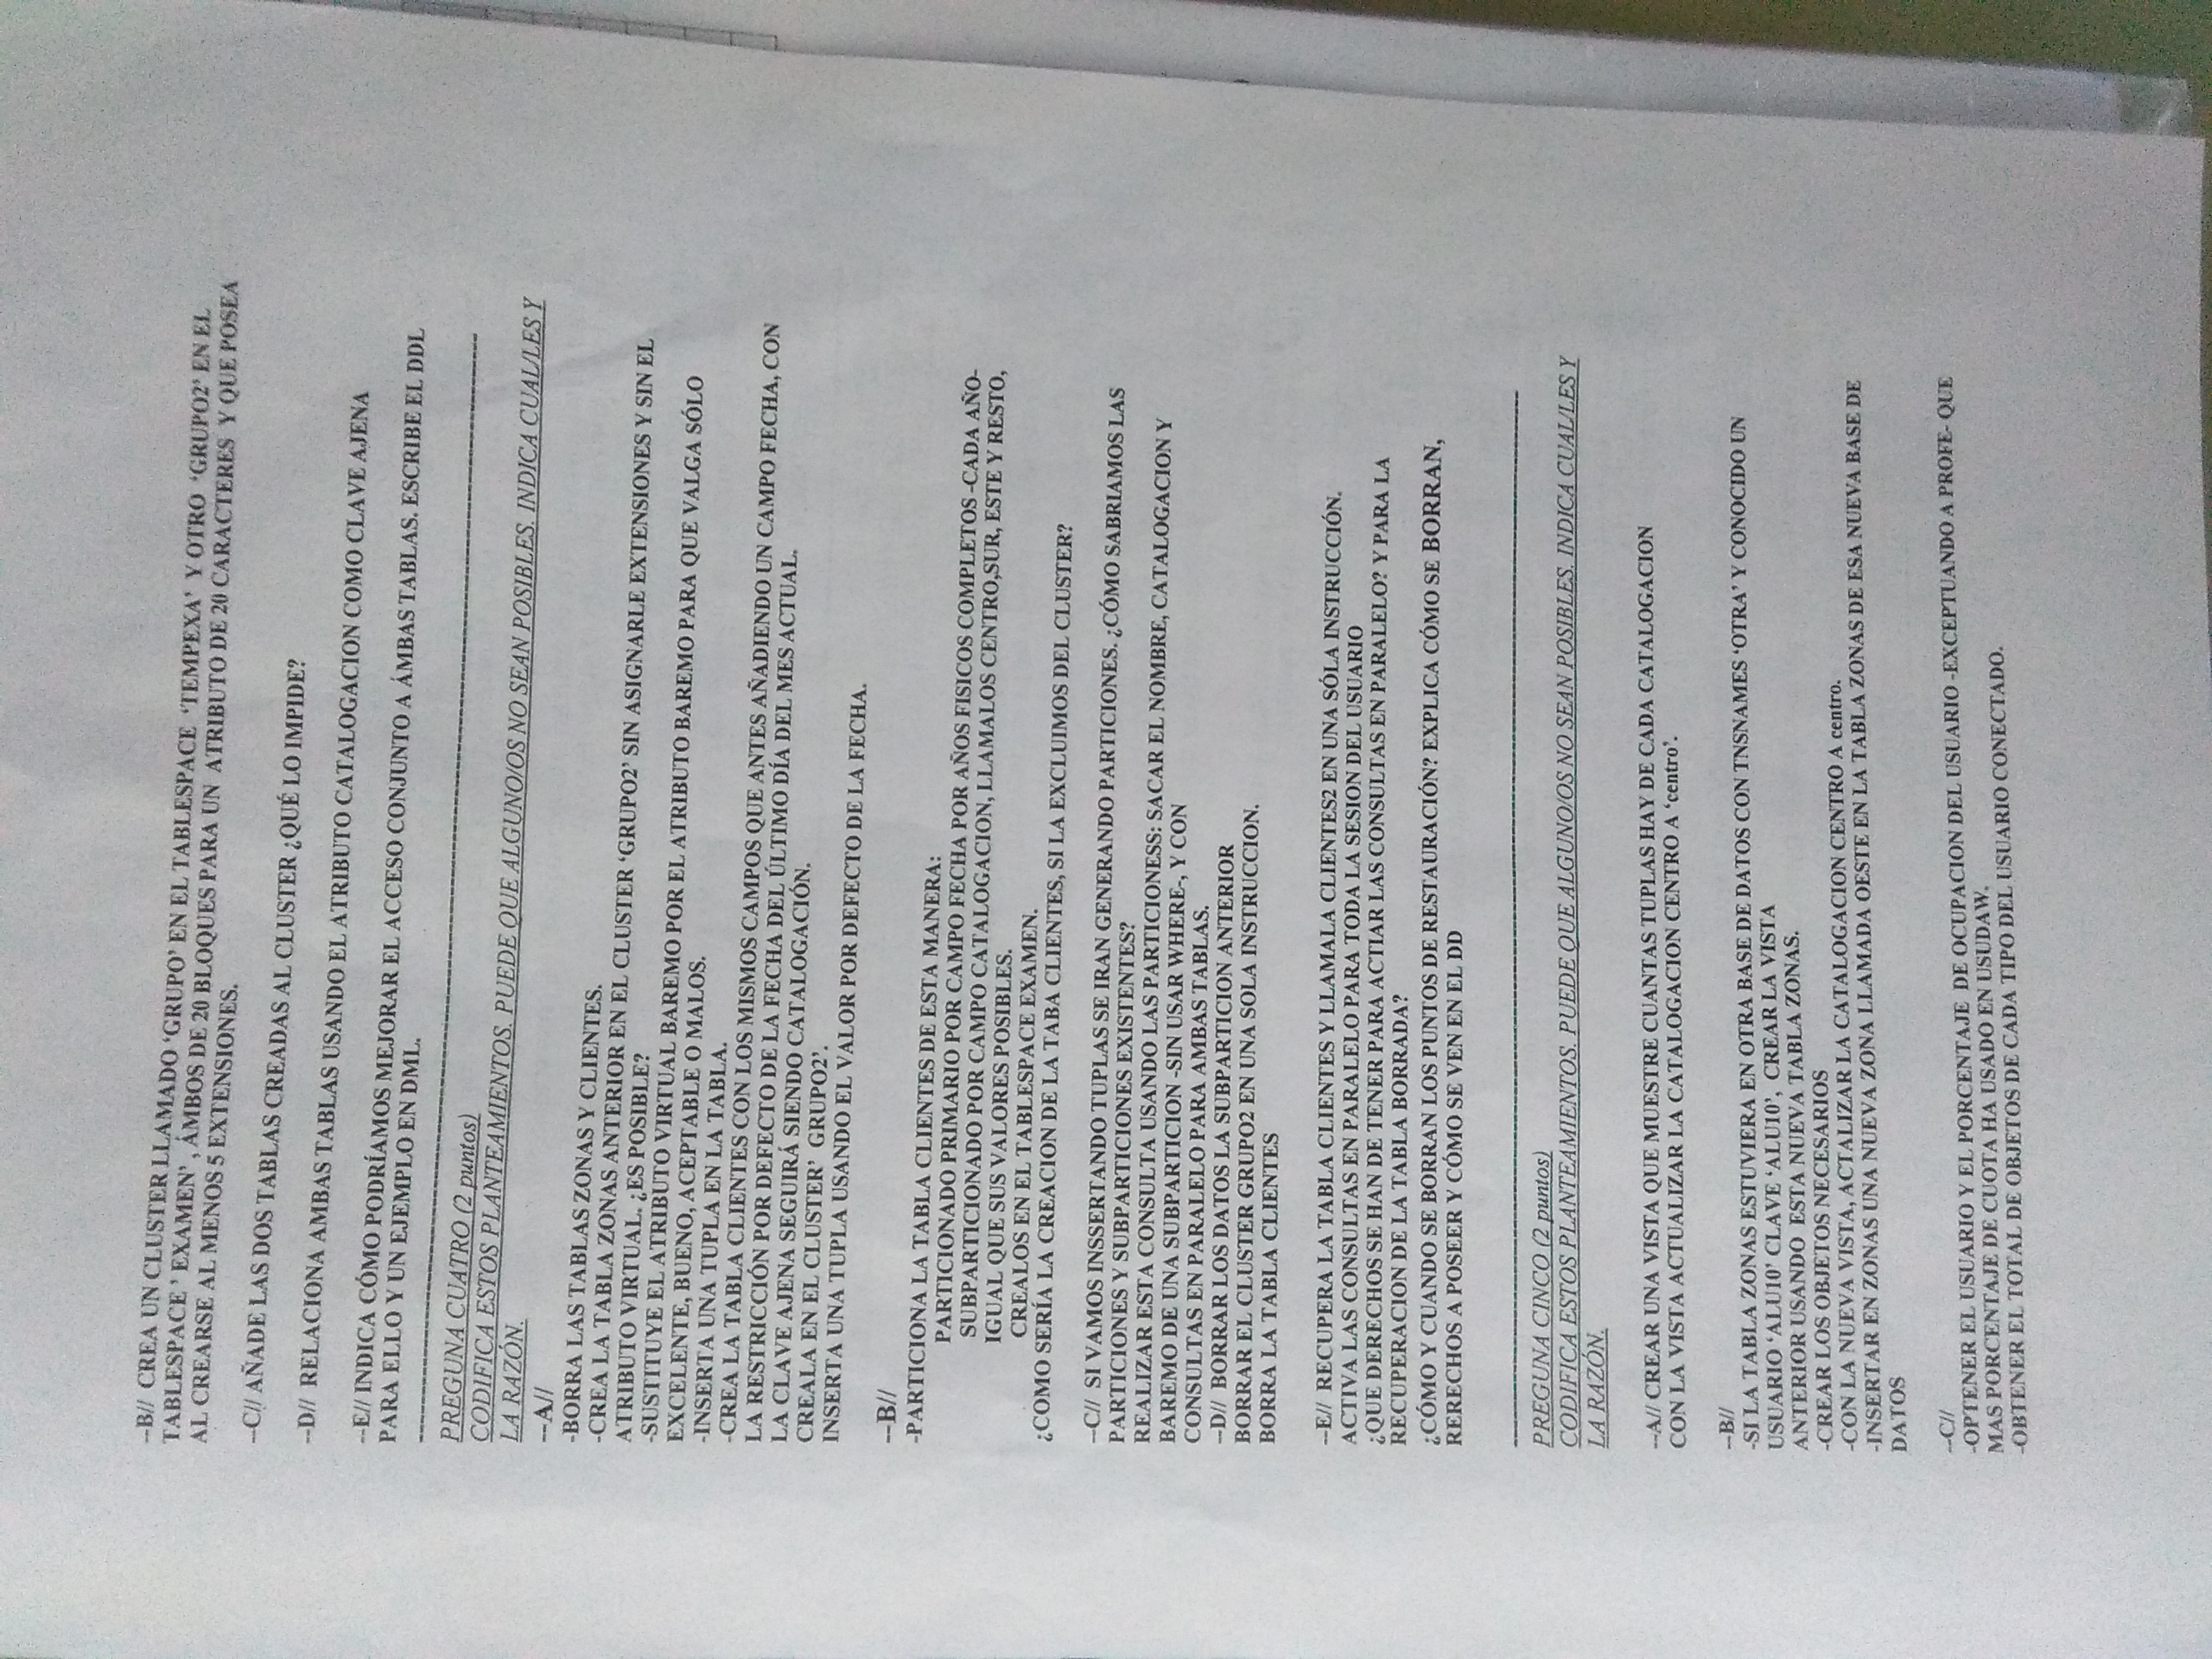 --B// CREA UN CLUSTER LLAMADO ‘GRUPO’ EN EL TABLESPACE ‘TEMPEXA’ Y OTRO ‘GRUPO2’ EN EL
TABLESPACE ’ EXAMEN’ , ÁMBOS DE 20 BLOQUES PARA UN ATRIBUTO DE 20 CARACTERES Y QUE POSEA
AL CREARSE AL MENOS 5 EXTENSIONES.
--C// AÑADE LAS DOS TABLAS CREADAS AL CLUSTER ¿QUÉ LO IMPIDE?
--D// RELACIONA AMBAS TABLAS USANDO EL ATRIBUTO CATALOGACION COMO CLAVE AJENA
--E// INDICA CÓMO PODRÍAMOS MEJORAR EL ACCESO CONJUNTO A ÁMBAS TABLAS. ESCRIBE EL DDL
PARA ELLO Y UN EJEMPLO EN DML.
PREGUNA CUATRO (2 puntos)
CODIFICA ESTOS PLANTEAMIENTOS. PUEDE QUE ALGUNO/OS NO SEAN POSIBLES. INDICA CUAL/LES Y
LA RAZÓN.
--A//
-BORRA LAS TABLAS ZONAS Y CLIENTES.
-CREA LA TABLA ZONAS ANTERIOR EN EL CLUSTER ‘GRUPO2’ SIN ASIGNARLE EXTENSIONES Y SIN EL
ATRIBUTO VIRTUAL. ¿ES POSIBLE?
-SUSTITUYE EL ATRIBUTO VIRTUAL BAREMO POR EL ATRIBUTO BAREMO PARA QUE VALGA SÓLO
EXCELENTE, BUENO, ACEPTABLE O MALOS.
-INSERTA UNA TUPLA EN LA TABLA.
-CREA LA TABLA CLIENTES CON LOS MISMOS CAMPOS QUE ANTES AÑADIENDO UN CAMPO FECHA, CON
LA RESTRICCIÓN POR DEFECTO DE LA FECHA DEL ÚLTIMO DÍA DEL MES ACTUAL.
LA CLAVE AJENA SEGUIRÁ SIENDO CATALOGACIÓN.
CREALA EN EL CLUSTER’ GRUPO2’.
INSERTA UNA TUPLA USANDO EL VALOR POR DEFECTO DE LA FECHA.
--B//
-PARTICIONA LA TABLA CLIENTES DE ESTA MANERA:
PARTICIONADO PRIMARIO POR CAMPO FECHA POR AÑOS FISICOS COMPLETOS -CADA AÑO-
SUBPARTICIONADO POR CAMPO CATALOGACION, LLAMALOS CENTRO,SUR, ESTE Y RESTO,
IGUAL QUE SUS VALORES POSIBLES.
CREALOS EN EL TABLESPACE EXAMEN.
¿COMO SERÍA LA CREACION DE LA TABA CLIENTES, SI LA EXCLUIMOS DEL CLUSTER?
--C// SI VAMOS INSSERTANDO TUPLAS SE IRAN GENERANDO PARTICIONES. ¿CÓMO SABRIAMOS LAS
PARTICIONES Y SUBPARTICIONES EXISTENTES?
REALIZAR ESTA CONSULTA USANDO LAS PARTICIONESS: SACAR EL NOMBRE, CATALOGACION Y
BAREMO DE UNA SUBPARTICION -SIN USAR WHERE-, Y CON
CONSULTAS EN PARALELO PARA AMBAS TABLAS.
--D// BORRAR LOS DATOS LA SUBPARTICION ANTERIOR
BORRAR EL CLUSTER GRUPO2 EN UNA SOLA INSTRUCCION.
BORRA LA TABLA CLIENTES
--E// RECUPERA LA TABLA CLIENTES Y LLAMALA CLIENTES2 EN UNA SÓLA INSTRUCCIÓN.
ACTIVA LAS CONSULTAS EN PARALELO PARA TODA LA SESION DEL USUARIO
¿QUE DERECHOS SE HAN DE TENER PARA ACTIAR LAS CONSULTAS EN PARALELO? Y PARA LA
RECUPERACION DE LA TABLA BORRADA?
¿CÓMO Y CUANDO SE BORRAN LOS PUNTOS DE RESTAURACIÓN? EXPLICA CÓMO SE BORRAN,
RERECHOS A POSEER Y CÓMO SE VEN EN EL DD
PREGUNA CINCO (2 puntos)
CODIFICA ESTOS PLANTEAMIENTOS. PUEDE QUE ALGUNO/OS NO SEAN POSIBLES. INDICA CUAL/LES Y
LA RAZÓN.
--A// CREAR UNA VISTA QUE MUESTRE CUANTAS TUPLAS HAY DE CADA CATALOGACION
CON LA VISTA ACTUALIZAR LA CATALOGACION CENTRO A ‘centro’.
--B//
-SI LA TABLA ZONAS ESTUVIERA EN OTRA BASE DE DATOS CON TNSNAMES ‘OTRA’ Y CONOCIDO UN
USUARIO ‘ALU10’ CLAVE ‘ALU10’, CREAR LA VISTA
ANTERIOR USANDO ESTA NUEVA TABLA ZONAS.
-CREAR LOS OBJETOS NECESARIOS
-CON LA NUEVA VISTA, ACTALIZAR LA CATALOGACION CENTRO A centro.
-INSERTAR EN ZONAS UNA NUEVA ZONA LLAMADA OESTE EN LA TABLA ZONAS DE ESA NUEVA BASE DE
DATOS
--C//
-OPTENER EL USUARIO Y EL PORCENTAJE DE OCUPACION DEL USUARIO -EXCEPTUANDO A PROFE- QUE
MAS PORCENTAJE DE CUOTA HA USADO EN USUDAW.
-OBTENER EL TOTAL DE OBJETOS DE CADA TIPO DEL USUARIO CONECTADO.